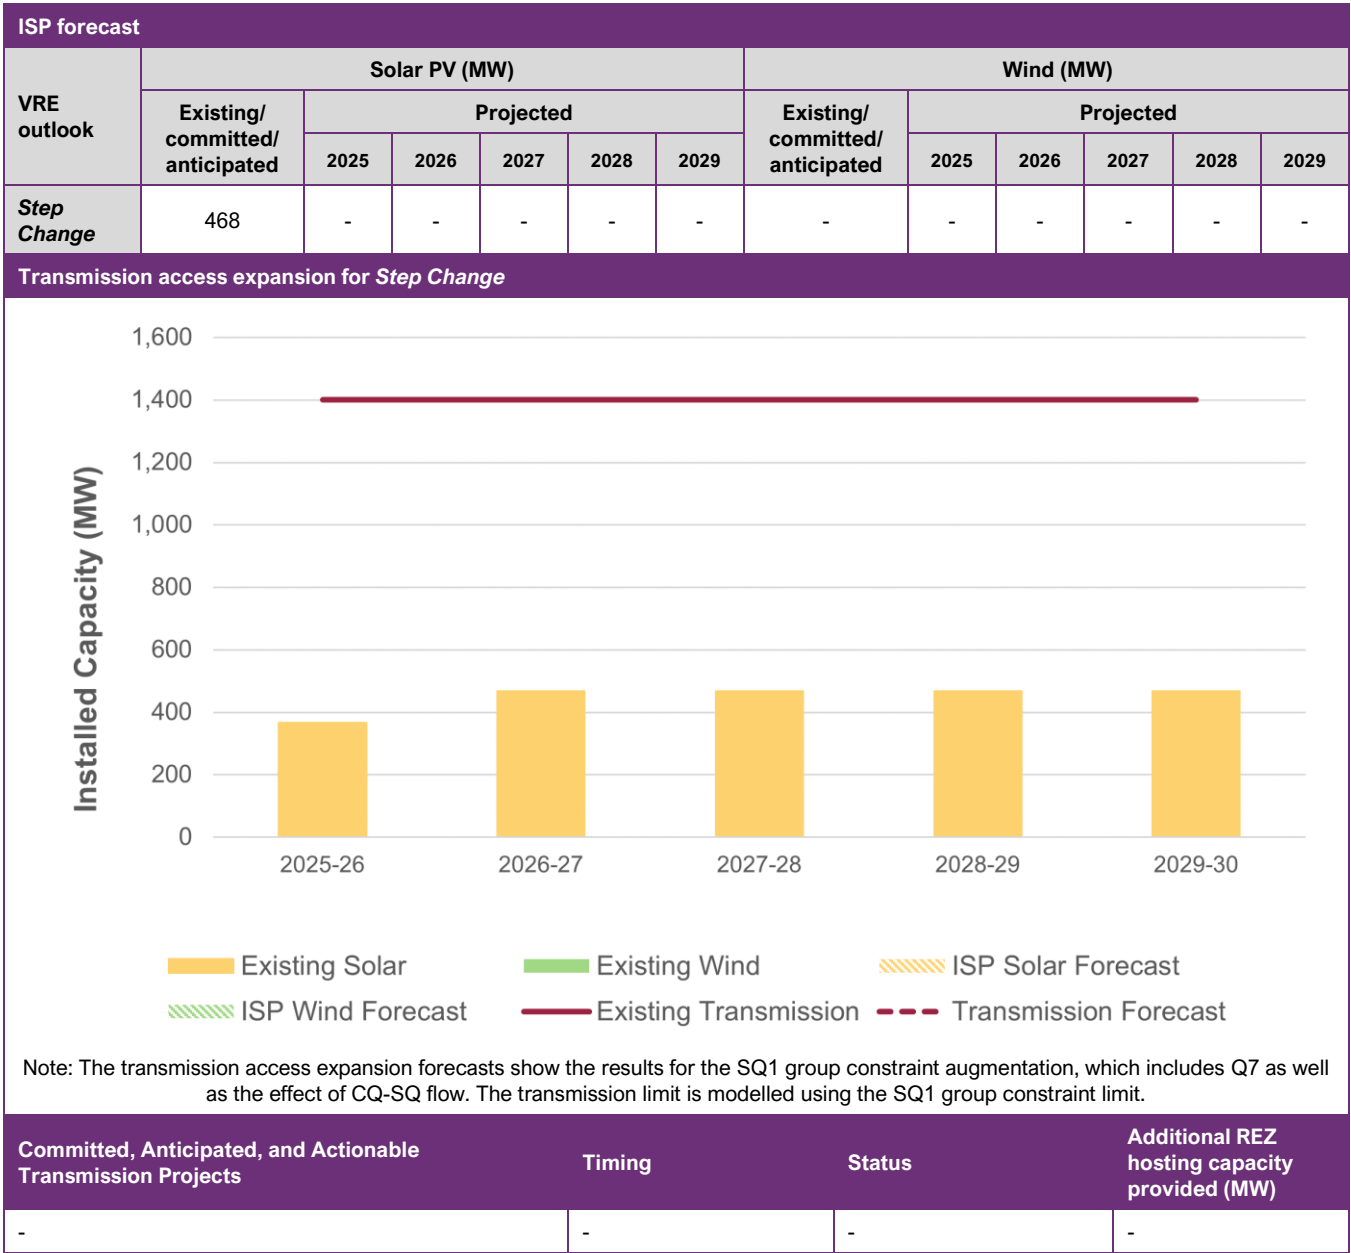 ISP forecast
VRE outlook
Solar PV (MW)
Wind (MW)
Existing/ committed/ anticipated
Projected
Existing/ committed/ anticipated
Projected
2025 2026 2027 2028 2029
2025 2026 2027 2028 2029
Step Change 468 - - - - - - - - - - -
Transmission access expansion for Step Change
Installed Capacity (MW)
1,600
1,400
1,200
1,000
800
600
400
200
0
2025-26 2026-27 2027-28 2028-29 2029-30
Existing Solar Existing Wind ISP Solar Forecast
ISP Wind Forecast Existing Transmission Transmission Forecast
Note: The transmission access expansion forecasts show the results for the SQ1 group constraint augmentation, which includes Q7 as well
as the effect of CQ-SQ flow. The transmission limit is modelled using the SQ1 group constraint limit.
Committed, Anticipated, and Actionable Transmission Projects
Timing
Status
Additional REZ hosting capacity provided (MW)
- - - -